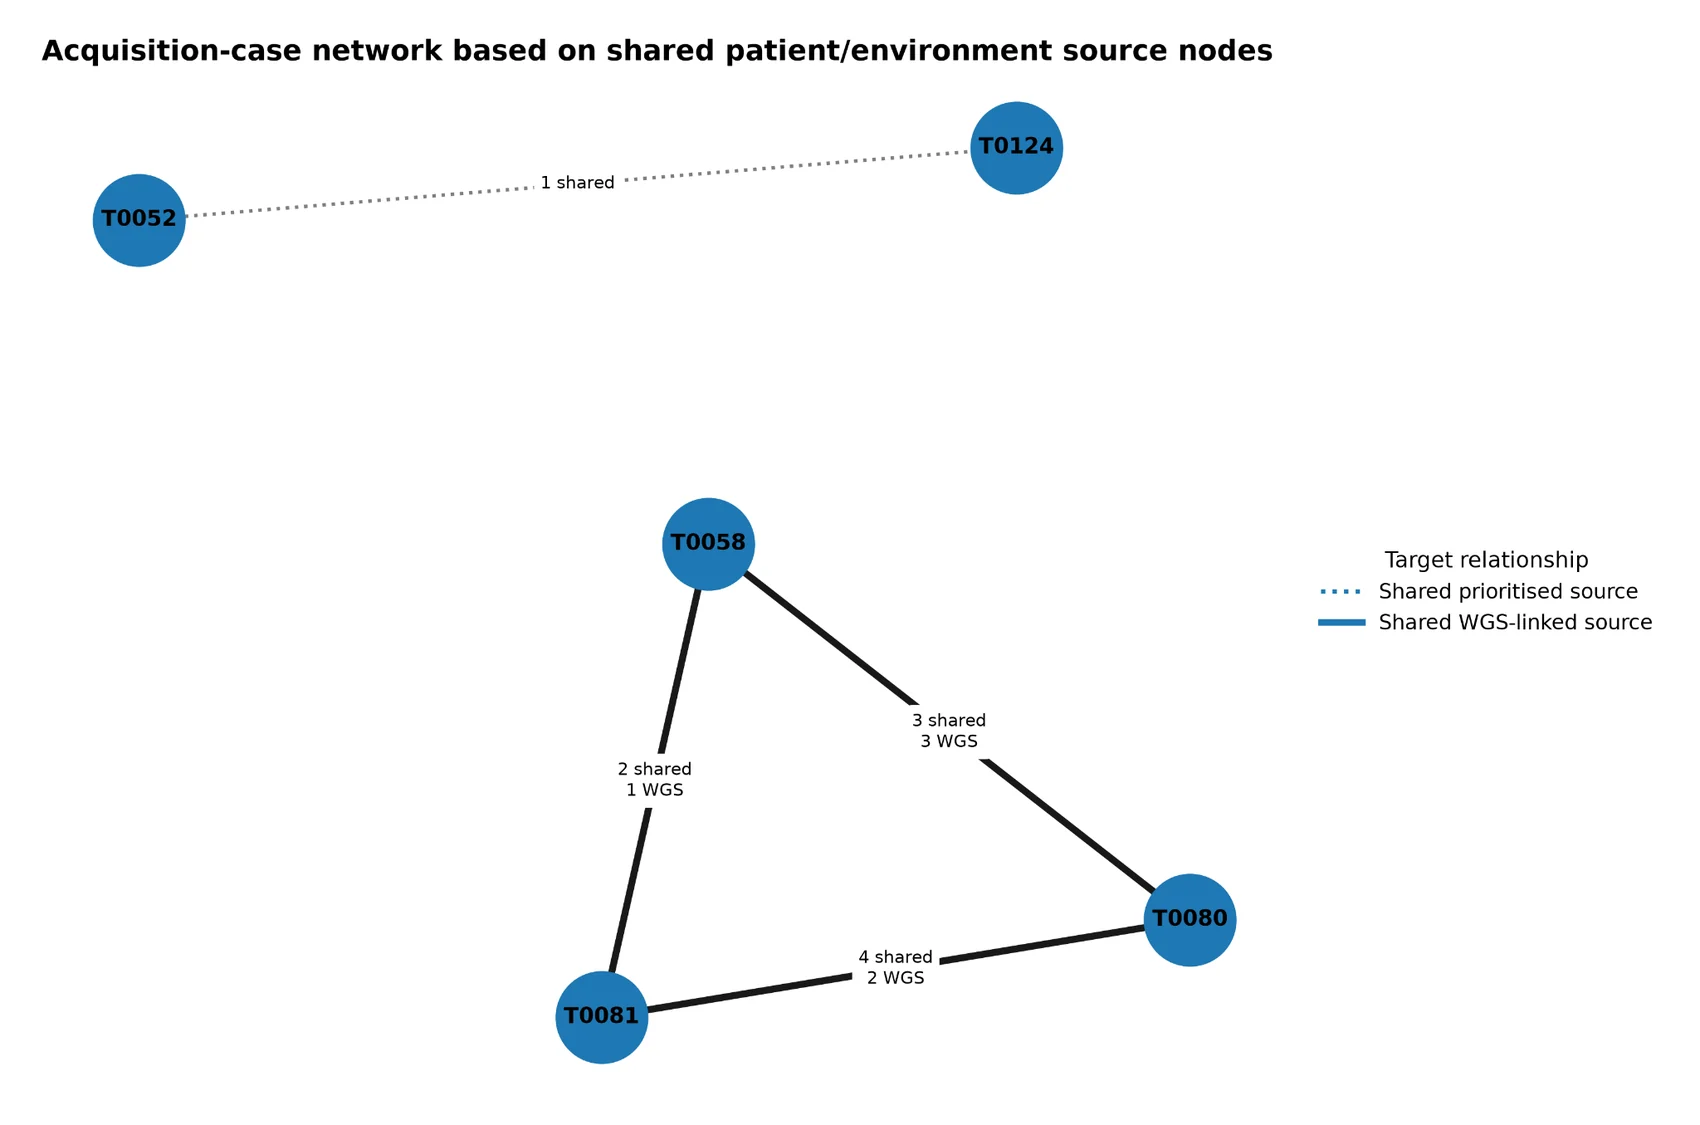 Acquisition-case network based on shared patient/environment source nodes
T0124
1 shared
T0052
T0058
Target relationship
Shared prioritised source
Shared WGS-linked source
3 shared
3 WGS
2 shared
1 WGS
T0080
4 shared
2 WGS
T0081